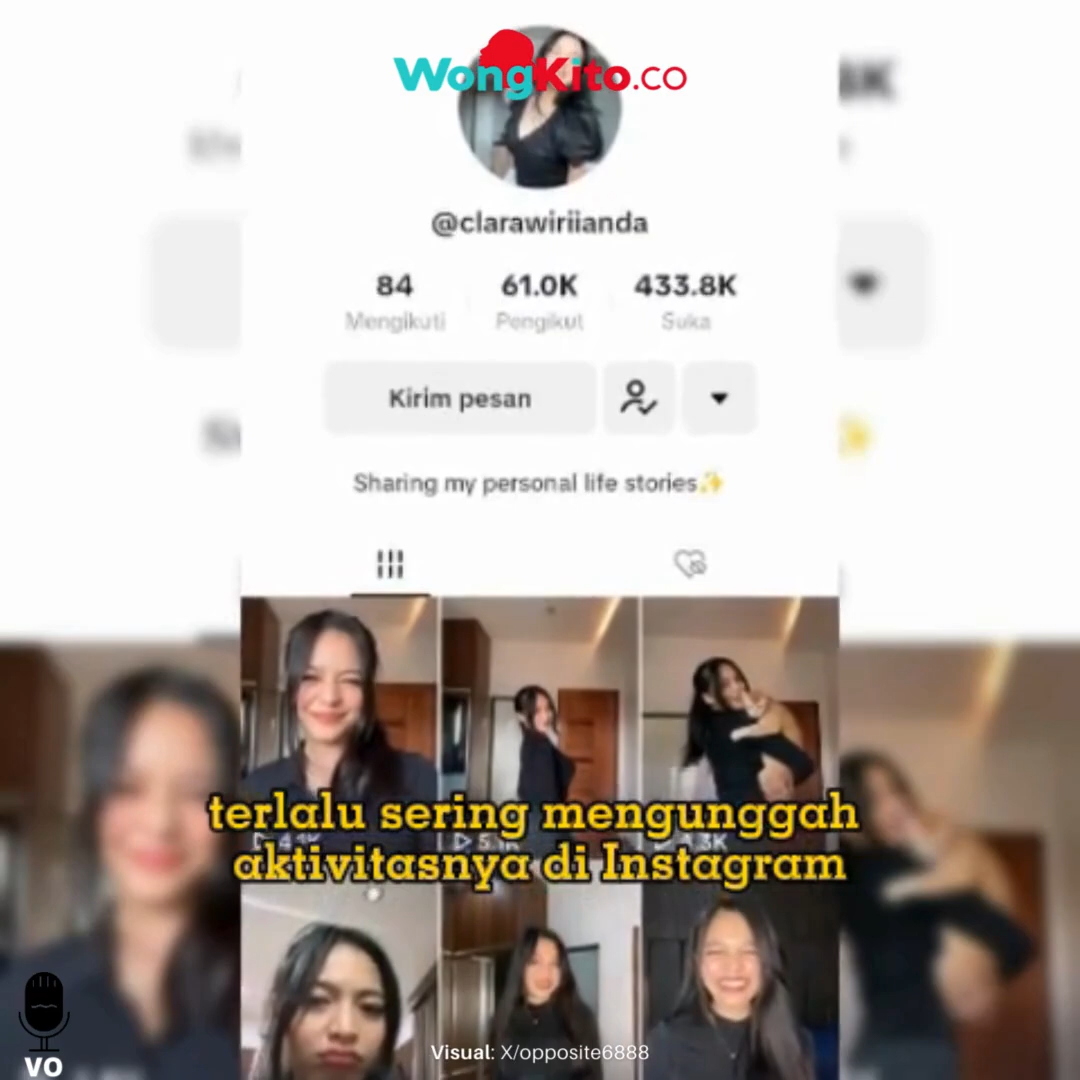 WongKito.co
@clarawiriianda
84 61.0K 433.8K
Mengikuti Pengikut Suka
Kirim pesan
Sharing my personal life stories✨
terlalu sering mengunggah
aktivitasnya di Instagram
Visual: X/opposite6888
VO